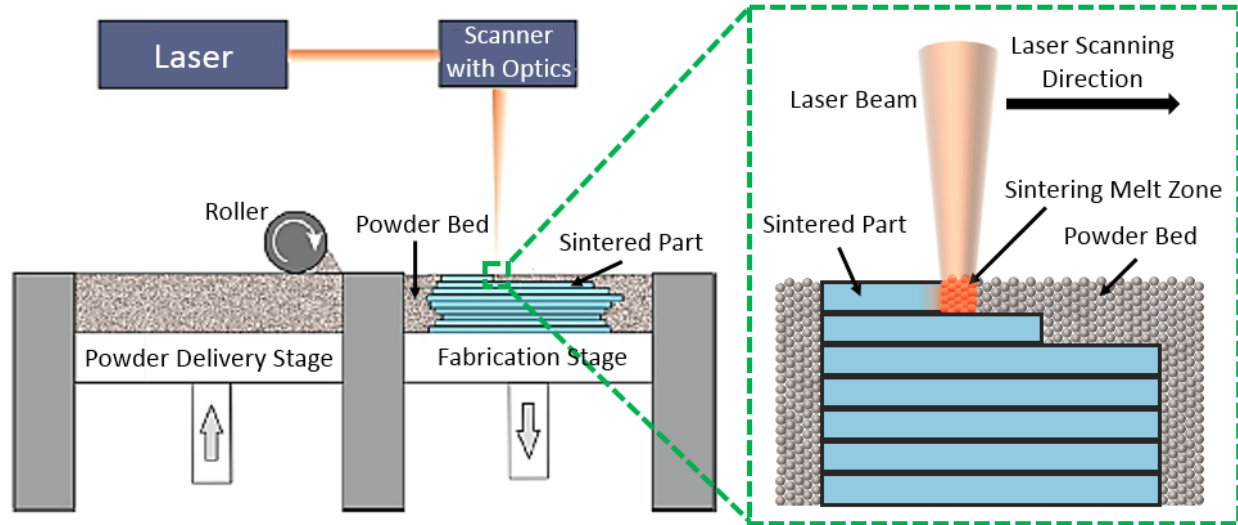 Laser
Scanner
with Optics
Roller
Powder Bed
Sintered Part
Powder Delivery Stage
Fabrication Stage
Laser Scanning
Direction
Laser Beam
Sintering Melt Zone
Sintered Part
Powder Bed